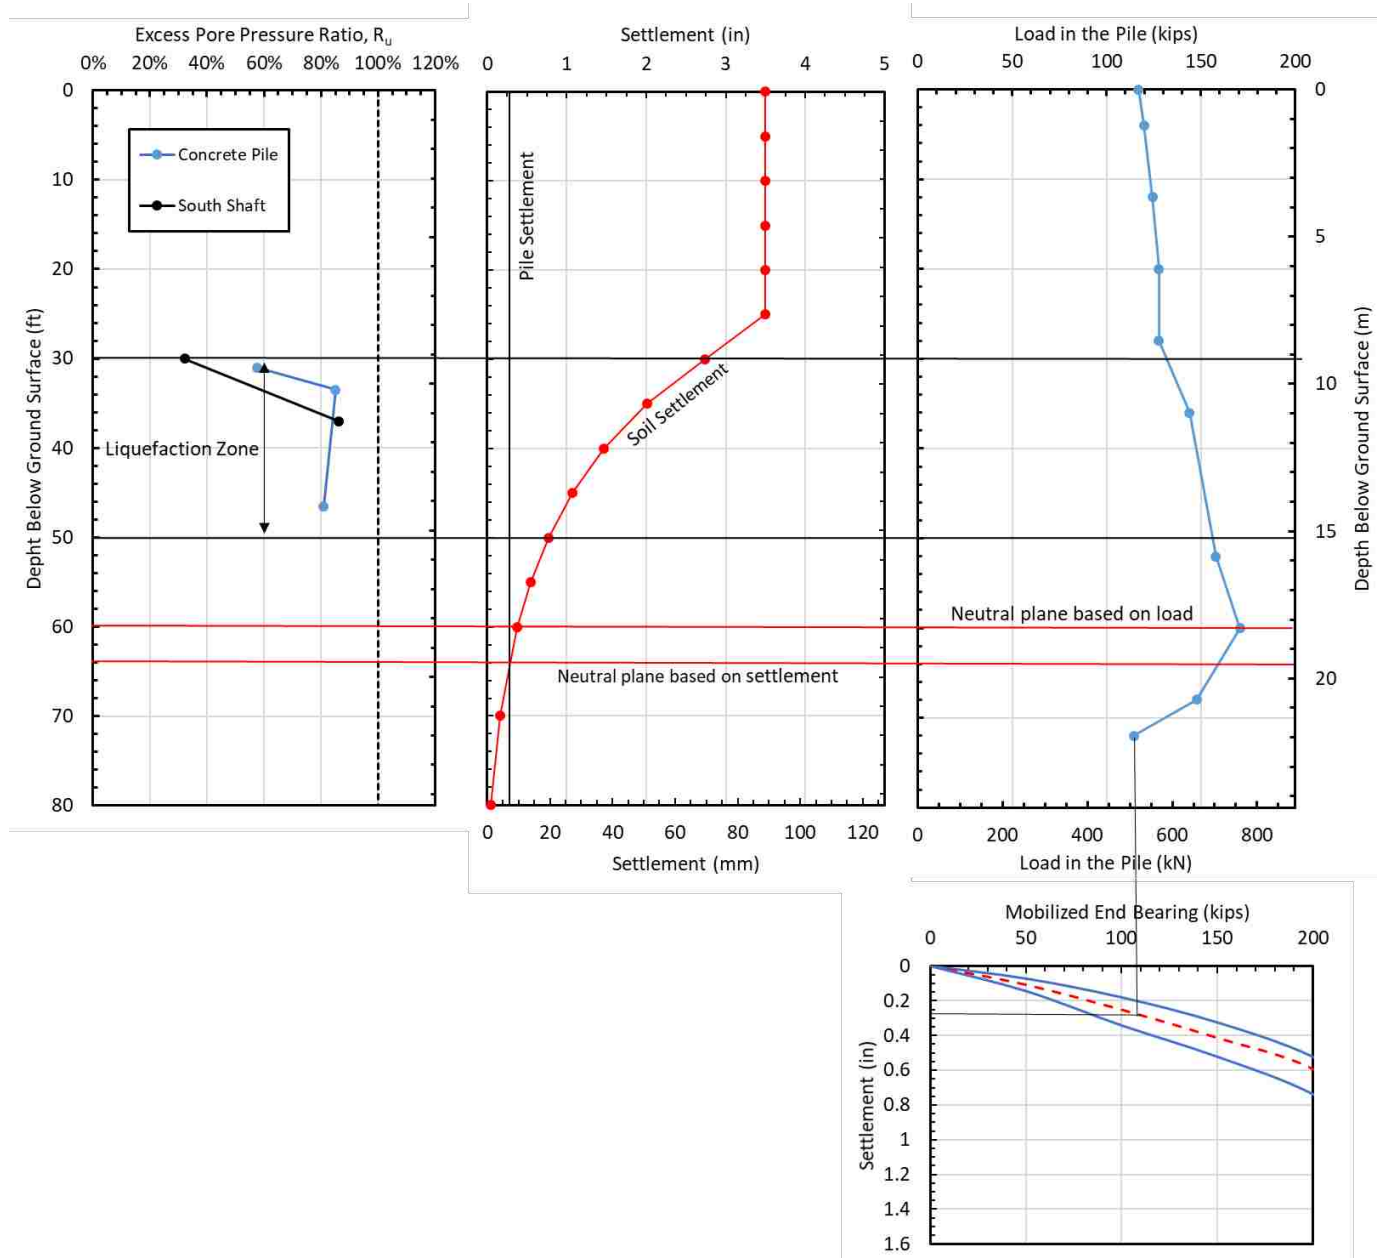 Excess Pore Pressure Ratio, Ru
0% 20% 40% 60% 80% 100% 120%
Depht Below Ground Surface (ft)
0
10
20
30
40
50
60
70
80
Concrete Pile
South Shaft
Liquefaction Zone
Settlement (in)
0 1 2 3 4 5
Pile Settlement
Soil Settlement
Neutral plane based on settlement
0 20 40 60 80 100 120
Settlement (mm)
Load in the Pile (kips)
0 50 100 150 200
0
5
10
15
20
Depth Below Ground Surface (m)
Neutral plane based on load
0 200 400 600 800
Load in the Pile (kN)
Mobilized End Bearing (kips)
0 50 100 150 200
Settlement (in)
0
0.2
0.4
0.6
0.8
1
1.2
1.4
1.6